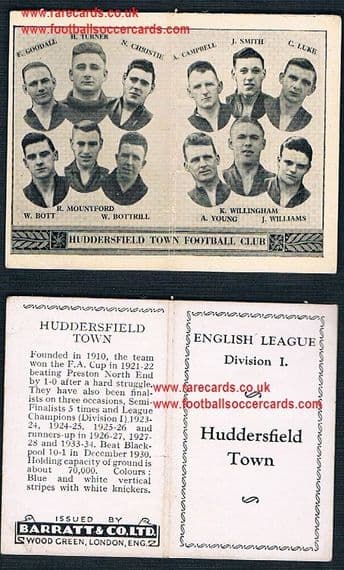 www.rarecards.co.uk
www.footballsoccercards.com
F. GOODALL H. TURNER N. CHRISTIE A. CAMPBELL J. SMITH C. LUKE
W. BOTT R. MOUNTFORD W. BOTTRILL A. YOUNG K. WILLINGHAM J. WILLIAMS
HUDDERSFIELD TOWN FOOTBALL CLUB
HUDDERSFIELD
TOWN
Founded in 1910, the team
won the F.A. Cup in 1921-22
beating Preston North End
by 1-0 after a hard struggle.
They have also been final-
ists on three occasions, Semi-
Finalists 5 times and League
Champions (Division I.) 1923-
24, 1924-25, 1925-26 and
runners-up in 1926-27, 1927-
28 and 1933-34. Beat Black-
pool 10-1 in December 1930.
Holding capacity of ground is
about 70,000. Colours:
Blue and white vertical
stripes with white knickers.
ISSUED BY
BARRATT & CO. LTD.
WOOD GREEN, LONDON, ENG.
ENGLISH LEAGUE
Division I.
www.rarecards.co.uk
www.footballsoccercards.com
Huddersfield
Town